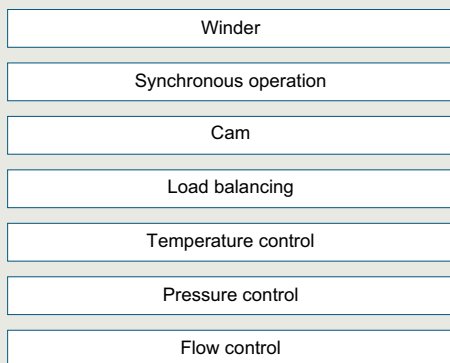 Winder
Synchronous operation
Cam
Load balancing
Temperature control
Pressure control
Flow control